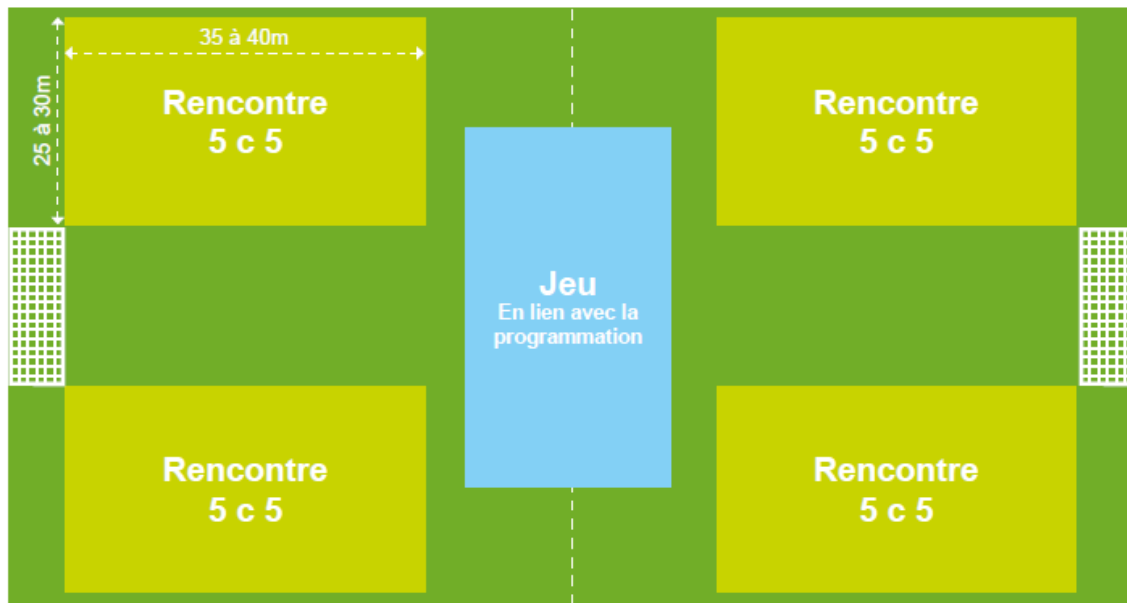 35 à 40m
25 à 30m
Rencontre
5 c 5
Rencontre
5 c 5
Jeu
En lien avec la
programmation
Rencontre
5 c 5
Rencontre
5 c 5